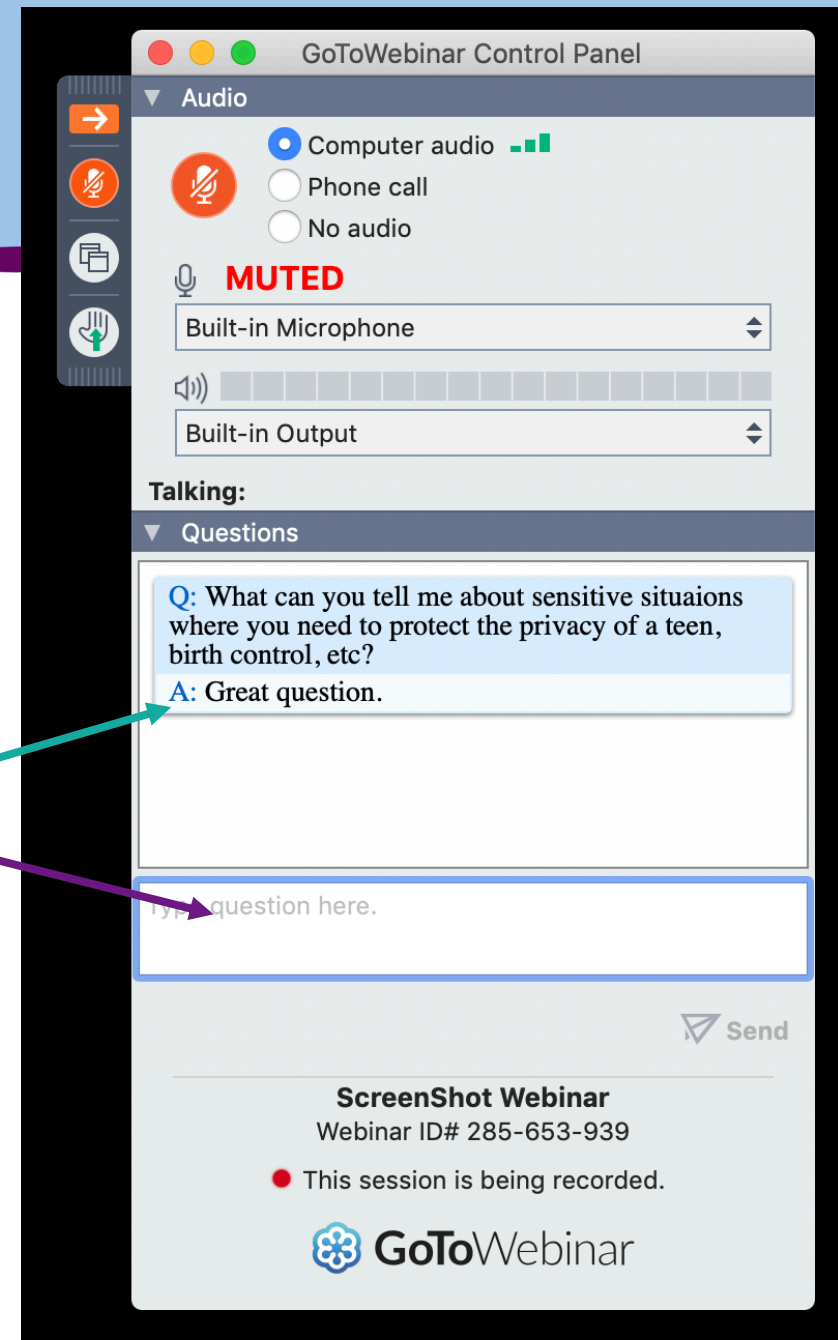 GoToWebinar Control Panel
Audio
Computer audio
Phone call
No audio
MUTED
Built-in Microphone
Built-in Output
Talking:
Questions
Q: What can you tell me about sensitive situaions
where you need to protect the privacy of a teen,
birth control, etc?
A: Great question.
Type question here.
Send
ScreenShot Webinar
Webinar ID# 285-653-939
This session is being recorded.
GoToWebinar